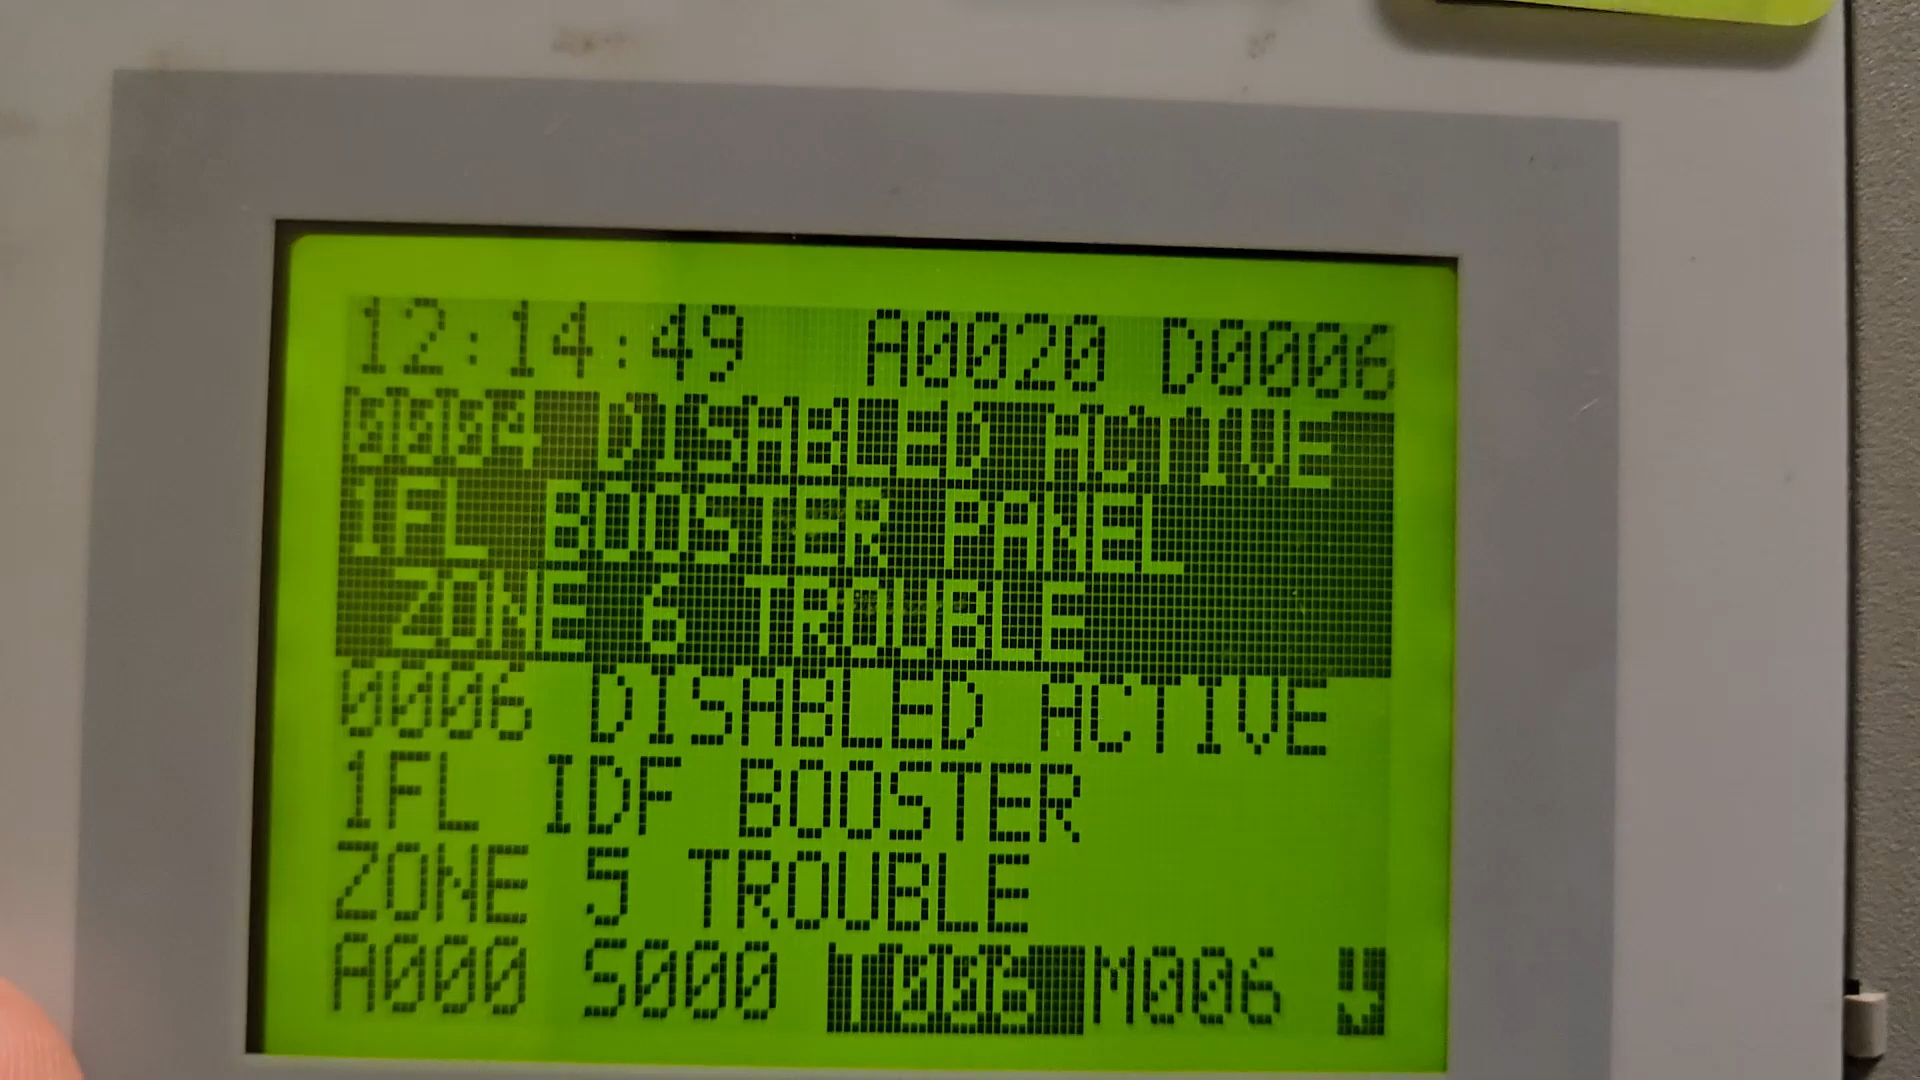 12:14:49 A0020 D0006
0004 DISABLED ACTIVE
1FL BOOSTER PANEL
ZONE 6 TROUBLE
0006 DISABLED ACTIVE
1FL IDF BOOSTER
ZONE 5 TROUBLE
A000 S000 T006 M006